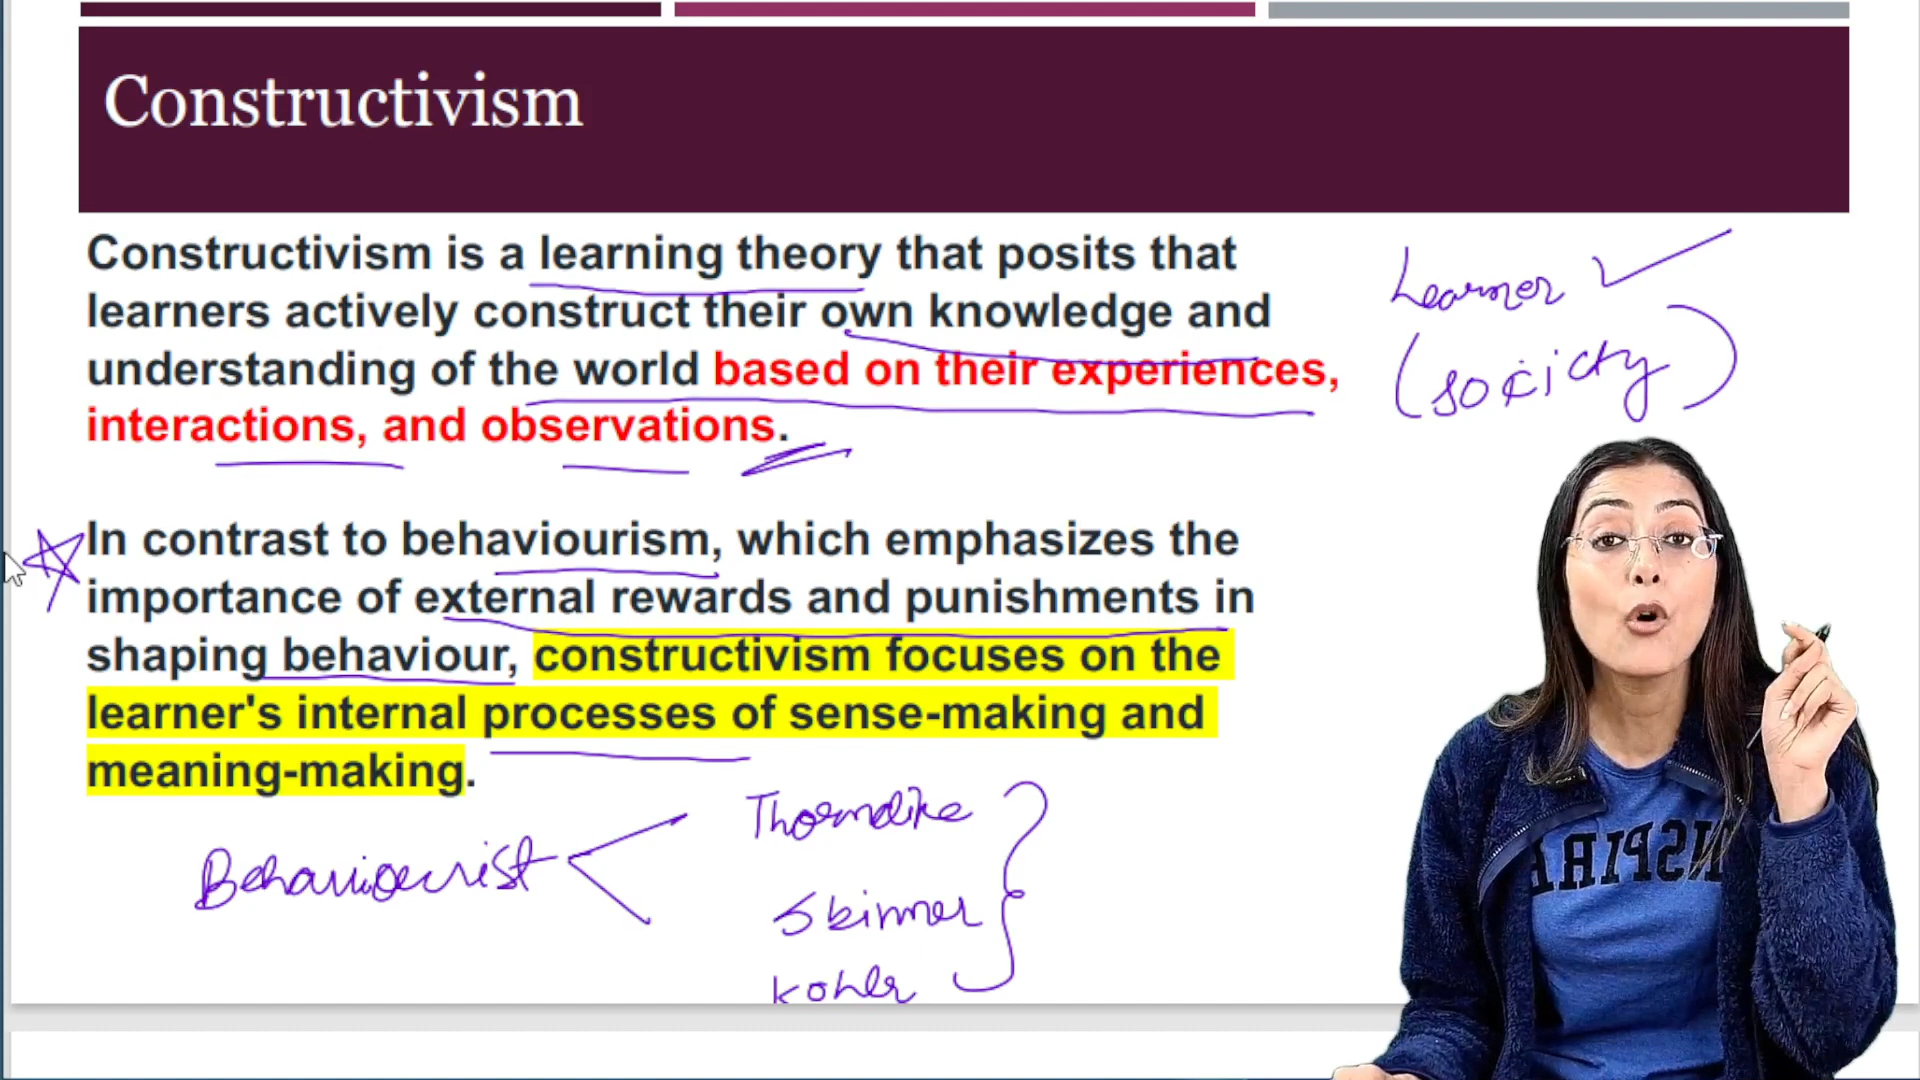 Constructivism
Constructivism is a learning theory that posits that
learners actively construct their own knowledge and
understanding of the world based on their experiences,
interactions, and observations.
Learner
(society)
In contrast to behaviourism, which emphasizes the
importance of external rewards and punishments in
shaping behaviour, constructivism focuses on the
learner's internal processes of sense-making and
meaning-making.
Behaviourist
Thorndike
Skinner
Kohler
INSPIRE